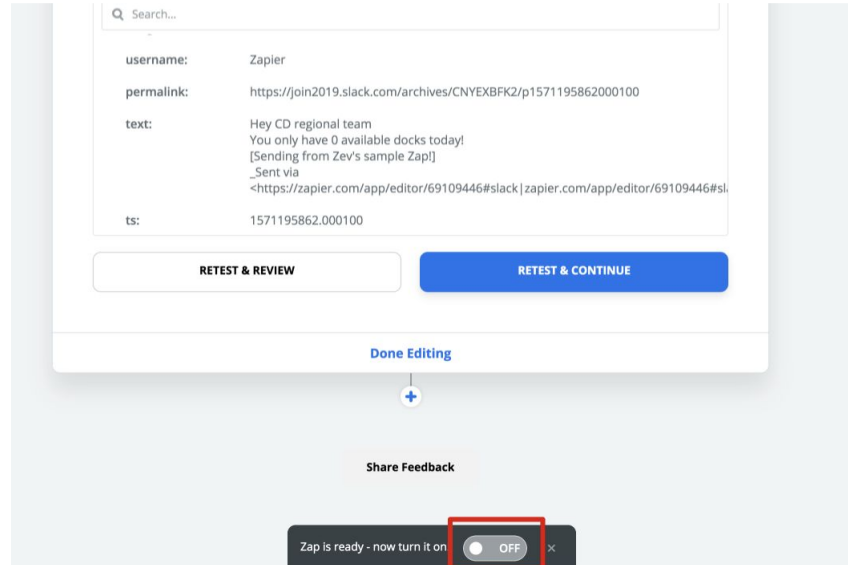 Search...
username: Zapier
permalink: https://join2019.slack.com/archives/CNYEXBFK2/p1571195862000100
text: Hey CD regional team
You only have 0 available docks today!
[Sending from Zev's sample Zap!]
_Sent via
<https://zapier.com/app/editor/69109446#slack|zapier.com/app/editor/69109446#sl
ts: 1571195862.000100
RETEST & REVIEW RETEST & CONTINUE
Done Editing
Share Feedback
Zap is ready - now turn it on OFF